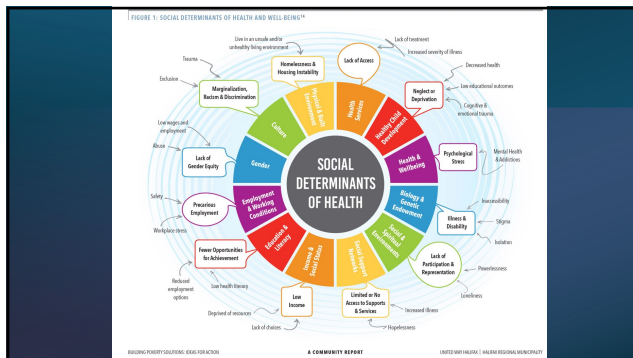 FIGURE 1: SOCIAL DETERMINANTS OF HEALTH AND WELL-BEING¹⁴
SOCIAL
DETERMINANTS
OF HEALTH
Health
Services
Lack of Access
Lack of treatment
Increased severity of illness
Healthy Child
Development
Neglect or
Deprivation
Decreased health
Low educational outcomes
Cognitive &
emotional trauma
Health &
Wellbeing
Psychological
Stress
Mental Health
& Addictions
Biology &
Genetic
Endowment
Illness &
Disability
Inaccessibility
Stigma
Isolation
Social &
Spiritual
Environments
Lack of
Participation &
Representation
Powerlessness
Loneliness
Social Support
Networks
Limited or No
Access to Supports
& Services
Increased illness
Hopelessness
Income &
Social Status
Low
Income
Deprived of resources
Lack of choices
Education &
Literacy
Fewer Opportunities
for Achievement
Reduced
employment
options
Low health literacy
Employment
& Working
Conditions
Precarious
Employment
Safety
Workplace stress
Gender
Lack of
Gender Equity
Low wages and
employment
Abuse
Culture
Marginalization,
Racism & Discrimination
Trauma
Exclusion
Physical & Built
Environment
Homelessness &
Housing Instability
Live in an unsafe and/or
unhealthy living environment
BUILDING POVERTY SOLUTIONS: IDEAS FOR ACTION
A COMMUNITY REPORT
UNITED WAY HALIFAX | HALIFAX REGIONAL MUNICIPALITY